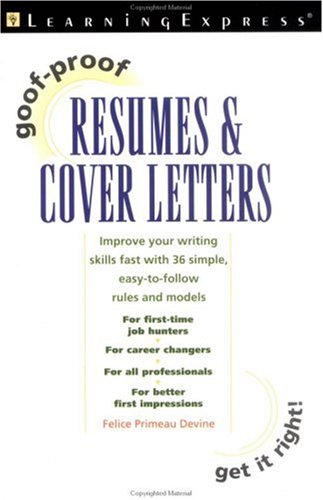 LearningExpress®
goof-proof
RESUMES &
COVER LETTERS
Improve your writing
skills fast with 36 simple,
easy-to-follow
rules and models
For first-time
job hunters
For career changers
For all professionals
For better
first impressions
Felice Primeau Devine
get it right!